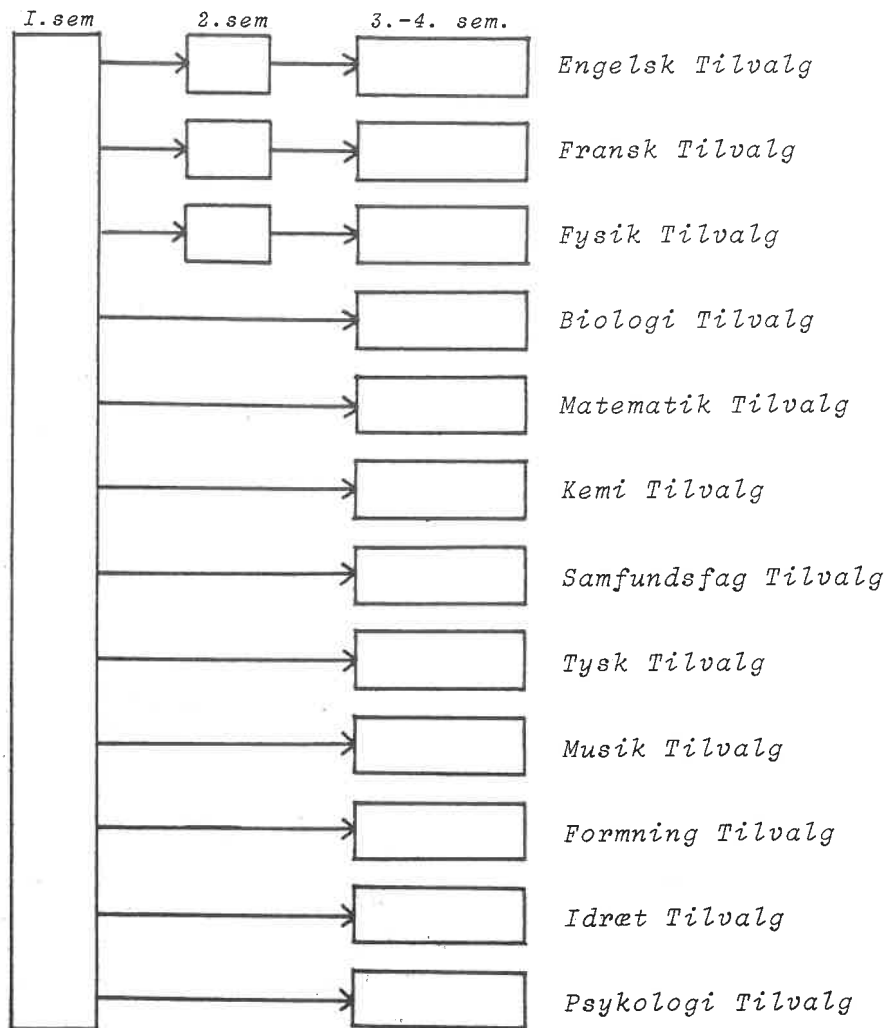 I.sem 2.sem 3.-4. sem.
Engelsk Tilvalg
Fransk Tilvalg
Fysik Tilvalg
Biologi Tilvalg
Matematik Tilvalg
Kemi Tilvalg
Samfundsfag Tilvalg
Tysk Tilvalg
Musik Tilvalg
Formning Tilvalg
Idræt Tilvalg
Psykologi Tilvalg